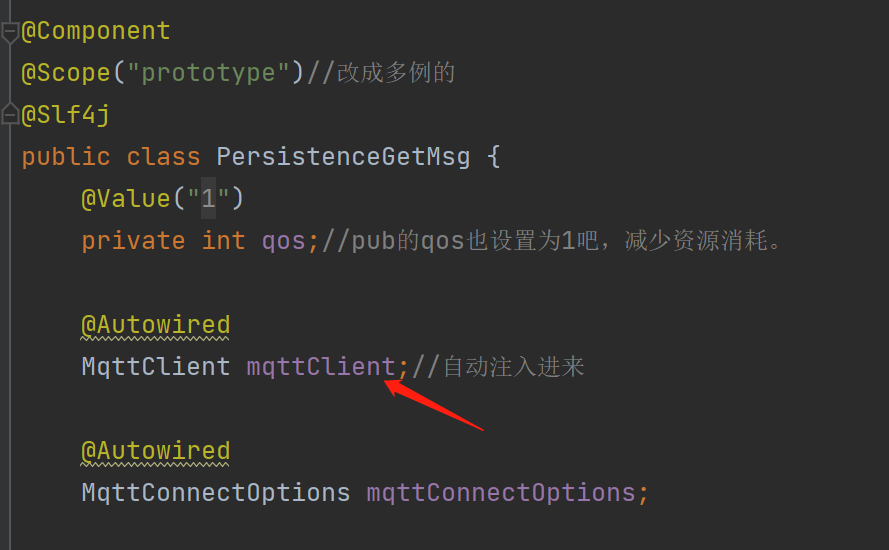 @Component
@Scope("prototype")//改成多例的
@Slf4j
public class PersistenceGetMsg {
@Value("1")
private int qos;//pub的qos也设置为1吧，减少资源消耗。
@Autowired
MqttClient mqttClient;//自动注入进来
@Autowired
MqttConnectOptions mqttConnectOptions;